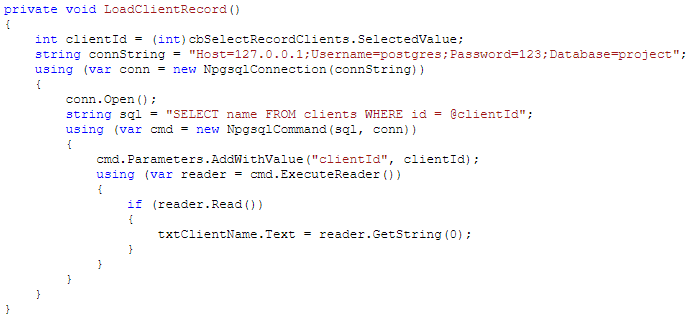 private void LoadClientRecord()
{
    int clientId = (int)cbSelectRecordClients.SelectedValue;
    string connString = "Host=127.0.0.1;Username=postgres;Password=123;Database=project";
    using (var conn = new NpgsqlConnection(connString))
    {
        conn.Open();
        string sql = "SELECT name FROM clients WHERE id = @clientId";
        using (var cmd = new NpgsqlCommand(sql, conn))
        {
            cmd.Parameters.AddWithValue("clientId", clientId);
            using (var reader = cmd.ExecuteReader())
            {
                if (reader.Read())
                {
                    txtClientName.Text = reader.GetString(0);
                }
            }
        }
    }
}